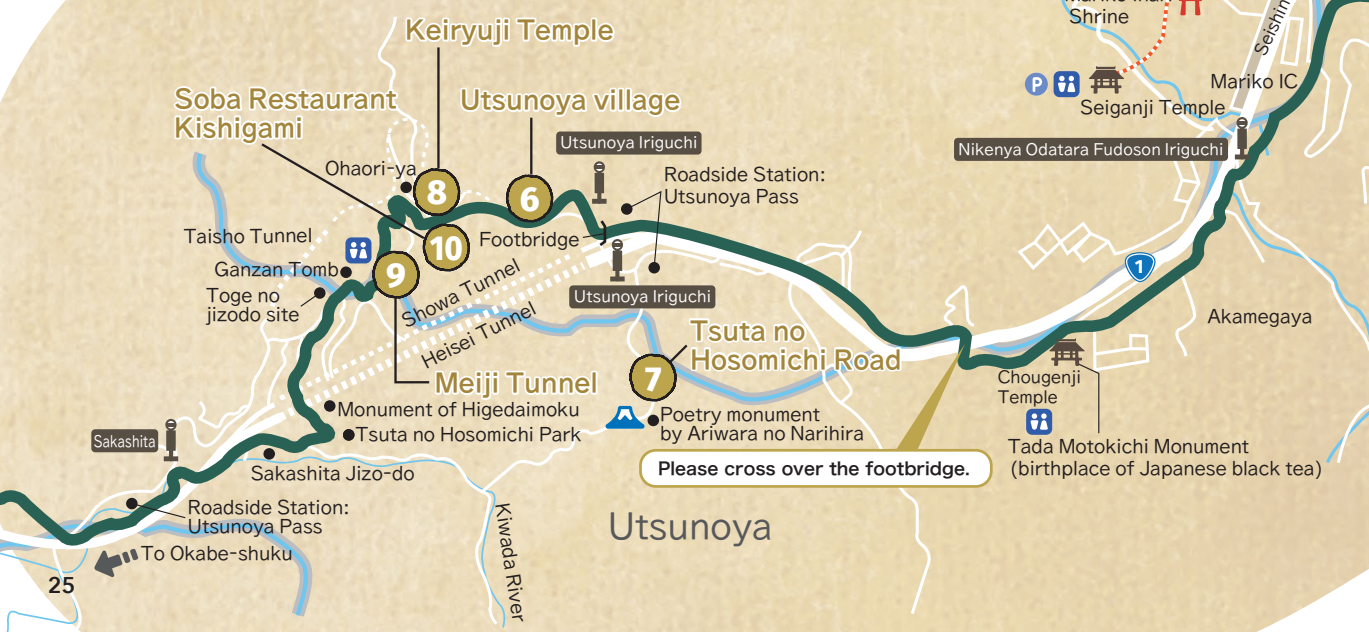 Shrine
Seishin
Keiryuji Temple
Mariko IC
P
Seiganji Temple
Soba Restaurant
Kishigami
Utsunoya village
Utsunoya Iriguchi
Nikenya Odatara Fudoson Iriguchi
Ohaori-ya
8
6
Roadside Station:
Utsunoya Pass
Taisho Tunnel
10
Footbridge
Ganzan Tomb
9
1
Toge no
jizodo site
Showa Tunnel
Utsunoya Iriguchi
Heisei Tunnel
Akamegaya
Tsuta no
Hosomichi Road
7
Meiji Tunnel
Chougenji
Temple
Monument of Higedaimoku
Poetry monument
by Ariwara no Narihira
Tsuta no Hosomichi Park
Sakashita
Tada Motokichi Monument
(birthplace of Japanese black tea)
Please cross over the footbridge.
Sakashita Jizo-do
Roadside Station:
Utsunoya Pass
Kiwada River
Utsunoya
To Okabe-shuku
25